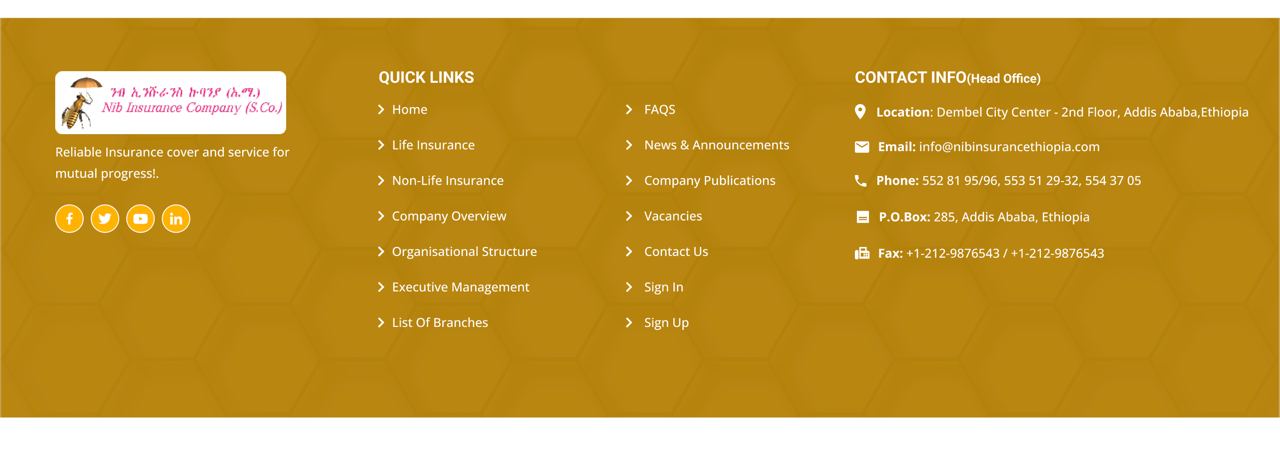 ንብ ኢንሹራንስ ኩባንያ (አ.ማ.)
Nib Insurance Company (S.Co.)
Reliable Insurance cover and service for
mutual progress!.
QUICK LINKS
Home
Life Insurance
Non-Life Insurance
Company Overview
Organisational Structure
Executive Management
List Of Branches
FAQS
News & Announcements
Company Publications
Vacancies
Contact Us
Sign In
Sign Up
CONTACT INFO(Head Office)
Location: Dembel City Center - 2nd Floor, Addis Ababa,Ethiopia
Email: info@nibinsurancethiopia.com
Phone: 552 81 95/96, 553 51 29-32, 554 37 05
P.O.Box: 285, Addis Ababa, Ethiopia
Fax: +1-212-9876543 / +1-212-9876543